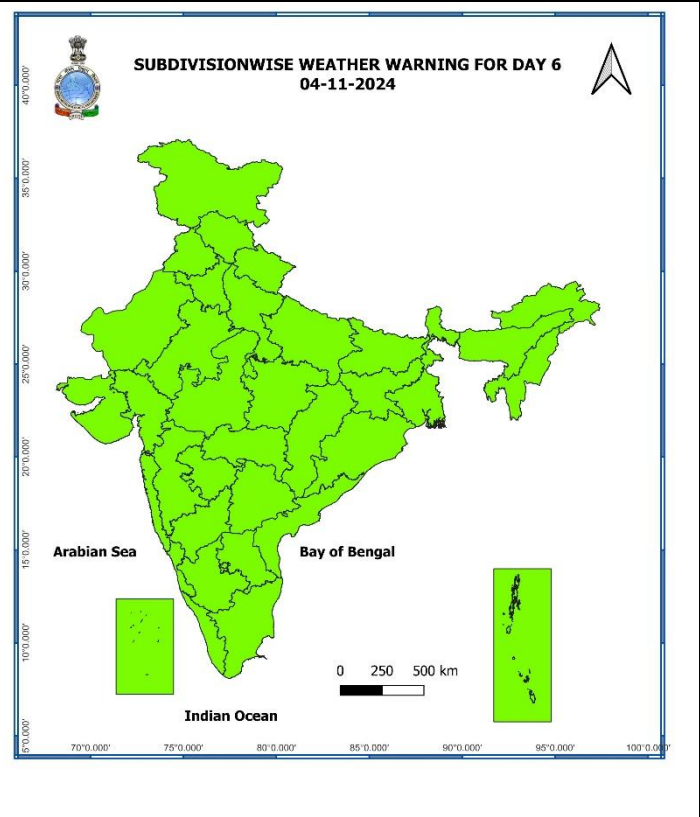 SUBDIVISIONWISE WEATHER WARNING FOR DAY 6
04-11-2024
40°0.000'
35°0.000'
30°0.000'
25°0.000'
20°0.000'
15°0.000'
10°0.000'
5°0.000'
Arabian Sea
Bay of Bengal
0 250 500 km
Indian Ocean
70°0.000' 75°0.000' 80°0.000' 85°0.000' 90°0.000' 95°0.000' 100°0.000'